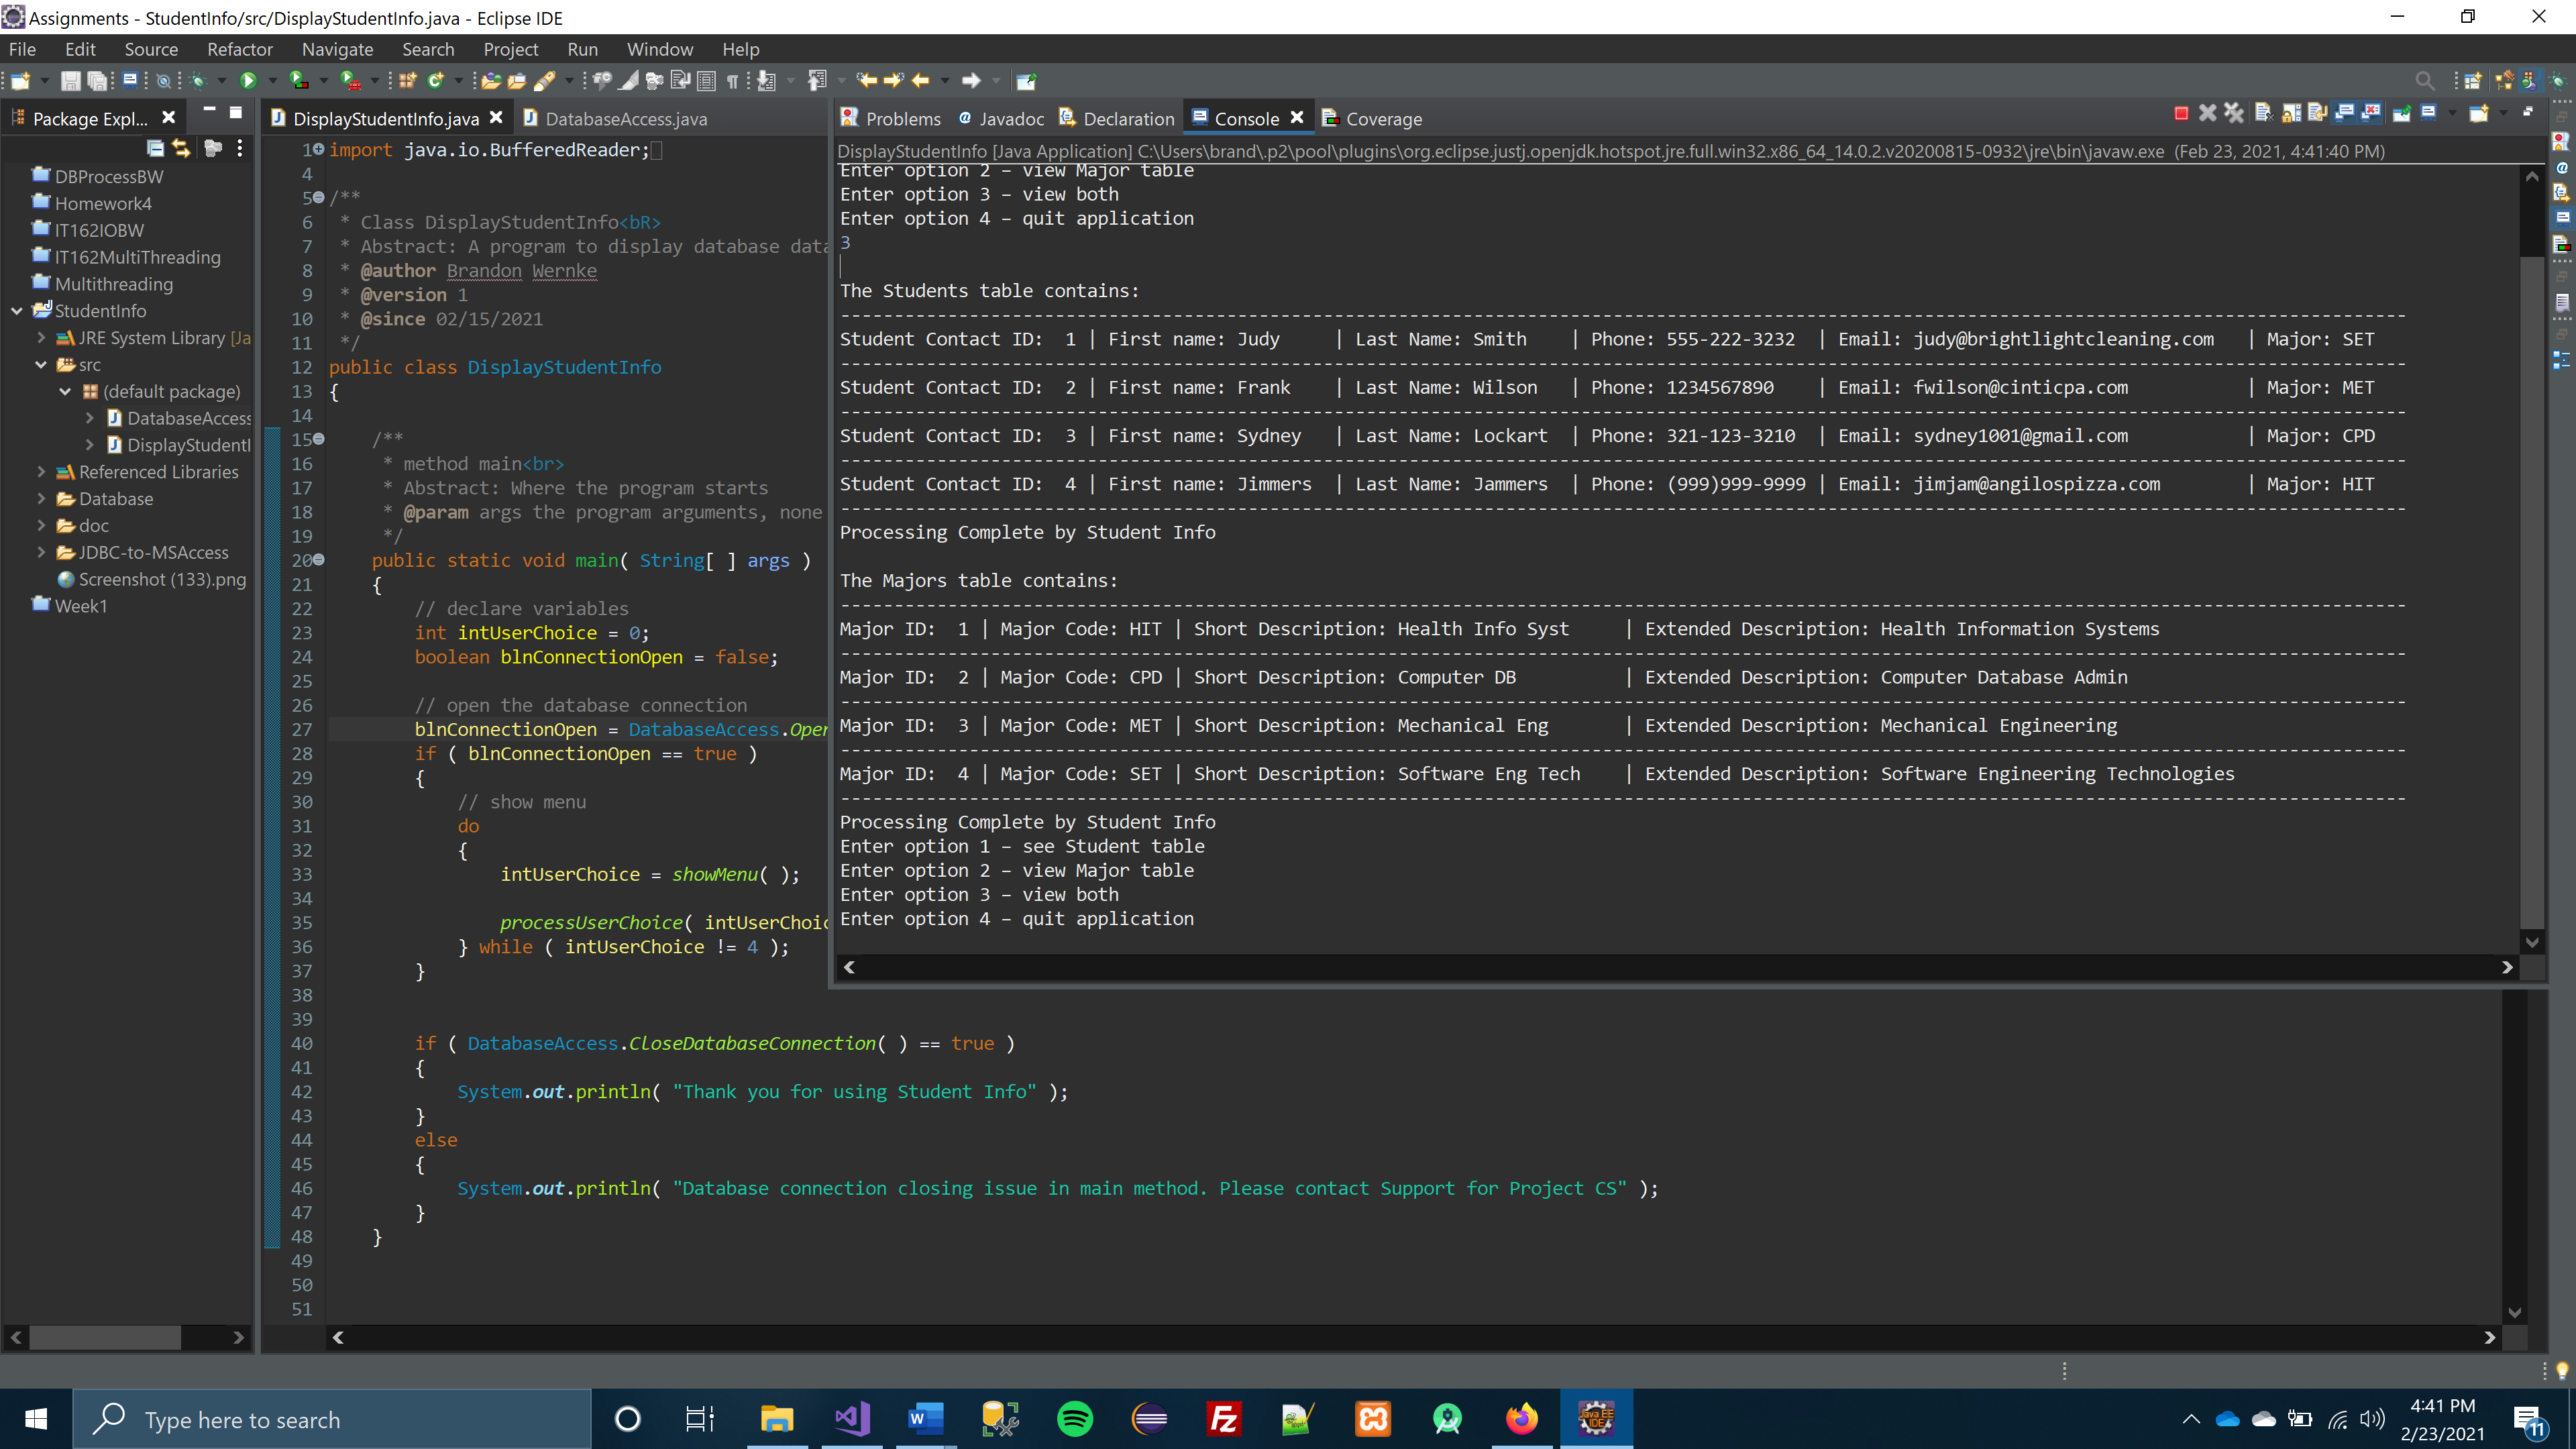 Assignments - StudentInfo/src/DisplayStudentInfo.java - Eclipse IDE
File Edit Source Refactor Navigate Search Project Run Window Help
Package Expl...
DBProcessBW
Homework4
IT162IOBW
IT162MultiThreading
Multithreading
StudentInfo
JRE System Library [Ja
src
(default package)
DatabaseAccess
DisplayStudentI
Referenced Libraries
Database
doc
JDBC-to-MSAccess
Screenshot (133).png
Week1
DisplayStudentInfo.java DatabaseAccess.java
1 import java.io.BufferedReader;
4
5 /**
6 * Class DisplayStudentInfo<bR>
7 * Abstract: A program to display database data
8 * @author Brandon Wernke
9 * @version 1
10 * @since 02/15/2021
11 */
12 public class DisplayStudentInfo
13 {
14
15 /**
16 * method main<br>
17 * Abstract: Where the program starts
18 * @param args the program arguments, none
19 */
20 public static void main( String[ ] args )
21 {
22 // declare variables
23 int intUserChoice = 0;
24 boolean blnConnectionOpen = false;
25
26 // open the database connection
27 blnConnectionOpen = DatabaseAccess.Oper
28 if ( blnConnectionOpen == true )
29 {
30 // show menu
31 do
32 {
33 intUserChoice = showMenu( );
34
35 processUserChoice( intUserChoic
36 } while ( intUserChoice != 4 );
37 }
38
39
40 if ( DatabaseAccess.CloseDatabaseConnection( ) == true )
41 {
42 System.out.println( "Thank you for using Student Info" );
43 }
44 else
45 {
46 System.out.println( "Database connection closing issue in main method. Please contact Support for Project CS" );
47 }
48 }
49
50
51
Problems Javadoc Declaration Console Coverage
DisplayStudentInfo [Java Application] C:\Users\brand\.p2\pool\plugins\org.eclipse.justj.openjdk.hotspot.jre.full.win32.x86_64_14.0.2.v20200815-0932\jre\bin\javaw.exe (Feb 23, 2021, 4:41:40 PM)
Enter option 2 – view Major table
Enter option 3 – view both
Enter option 4 – quit application
3
The Students table contains:
Student Contact ID: 1 | First name: Judy | Last Name: Smith | Phone: 555-222-3232 | Email: judy@brightlightcleaning.com | Major: SET
Student Contact ID: 2 | First name: Frank | Last Name: Wilson | Phone: 1234567890 | Email: fwilson@cinticpa.com | Major: MET
Student Contact ID: 3 | First name: Sydney | Last Name: Lockart | Phone: 321-123-3210 | Email: sydney1001@gmail.com | Major: CPD
Student Contact ID: 4 | First name: Jimmers | Last Name: Jammers | Phone: (999)999-9999 | Email: jimjam@angilospizza.com | Major: HIT
Processing Complete by Student Info
The Majors table contains:
Major ID: 1 | Major Code: HIT | Short Description: Health Info Syst | Extended Description: Health Information Systems
Major ID: 2 | Major Code: CPD | Short Description: Computer DB | Extended Description: Computer Database Admin
Major ID: 3 | Major Code: MET | Short Description: Mechanical Eng | Extended Description: Mechanical Engineering
Major ID: 4 | Major Code: SET | Short Description: Software Eng Tech | Extended Description: Software Engineering Technologies
Processing Complete by Student Info
Enter option 1 – see Student table
Enter option 2 – view Major table
Enter option 3 – view both
Enter option 4 – quit application
Type here to search
4:41 PM
2/23/2021
11